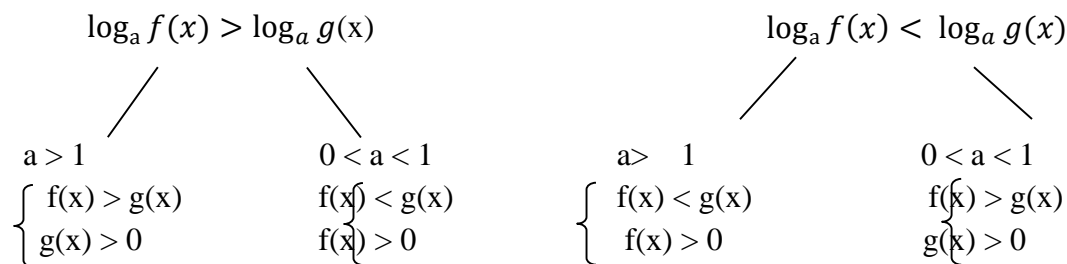 logₐ f(x) > logₐ g(x) logₐ f(x) < logₐ g(x)
a > 1 0 < a < 1 a> 1 0 < a < 1
f(x) > g(x) f(x) < g(x) f(x) < g(x) f(x) > g(x)
g(x) > 0 f(x) > 0 f(x) > 0 g(x) > 0